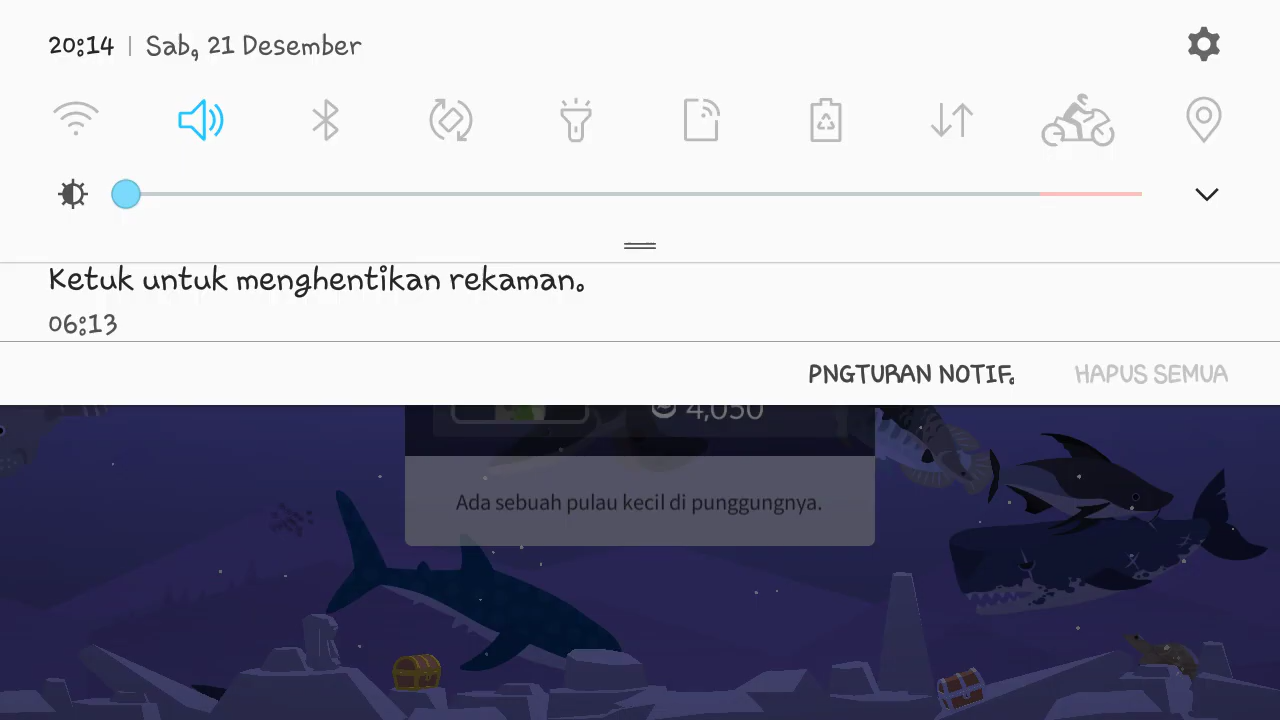 20:14 | Sab, 21 Desember
Ketuk untuk menghentikan rekaman.
06:13
PNGTURAN NOTIF.
HAPUS SEMUA
4,050
Ada sebuah pulau kecil di punggungnya.